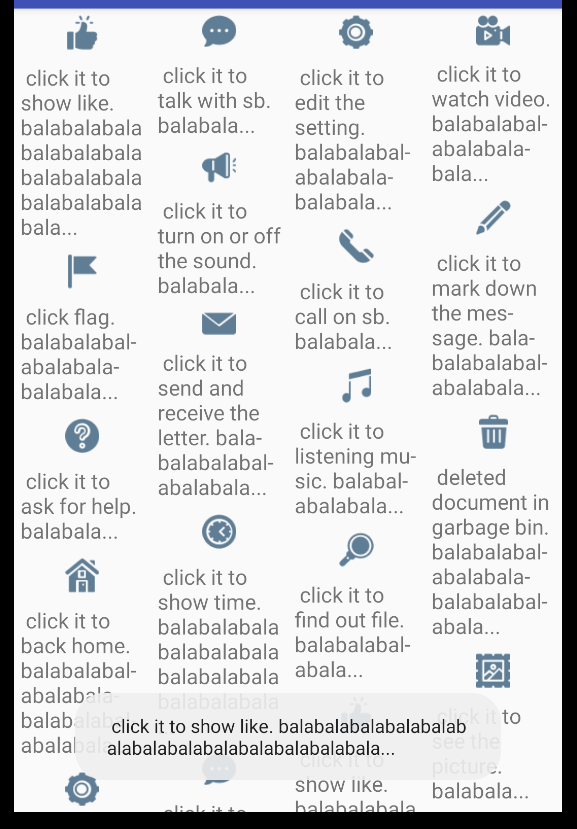 click it to
show like.
balabalabala
balabalabala
balabalabala
balabalabala
bala...
click flag.
balabalabal-
abalabala-
balabala...
click it to
ask for help.
balabala...
click it to
back home.
balabalabal-
abalabala-
click it to
talk with sb.
balabala...
click it to
turn on or off
the sound.
balabala...
click it to
send and
receive the
letter. bala-
balabalabal-
abalabala...
click it to
show time.
balabalabala
balabalabala
balabalabala
balabalabala
click it to
click it to
edit the
setting.
balabalabal-
abalabala-
balabala...
click it to
call on sb.
balabala...
click it to
listening mu-
sic. balabal-
abalabala...
click it to
find out file.
balabalabal-
abala...
click it to
show like.
balabalabala
click it to
watch video.
balabalabal-
abalabala-
bala...
click it to
mark down
the mes-
sage. bala-
balabalabal-
abalabala...
deleted
document in
garbage bin.
balabalabal-
abalabala-
balabalabal-
abala...
click it to
see the
picture.
balabala...
click it to show like. balabalabalabalabalab
alabalabalabalabalabalabalabala...